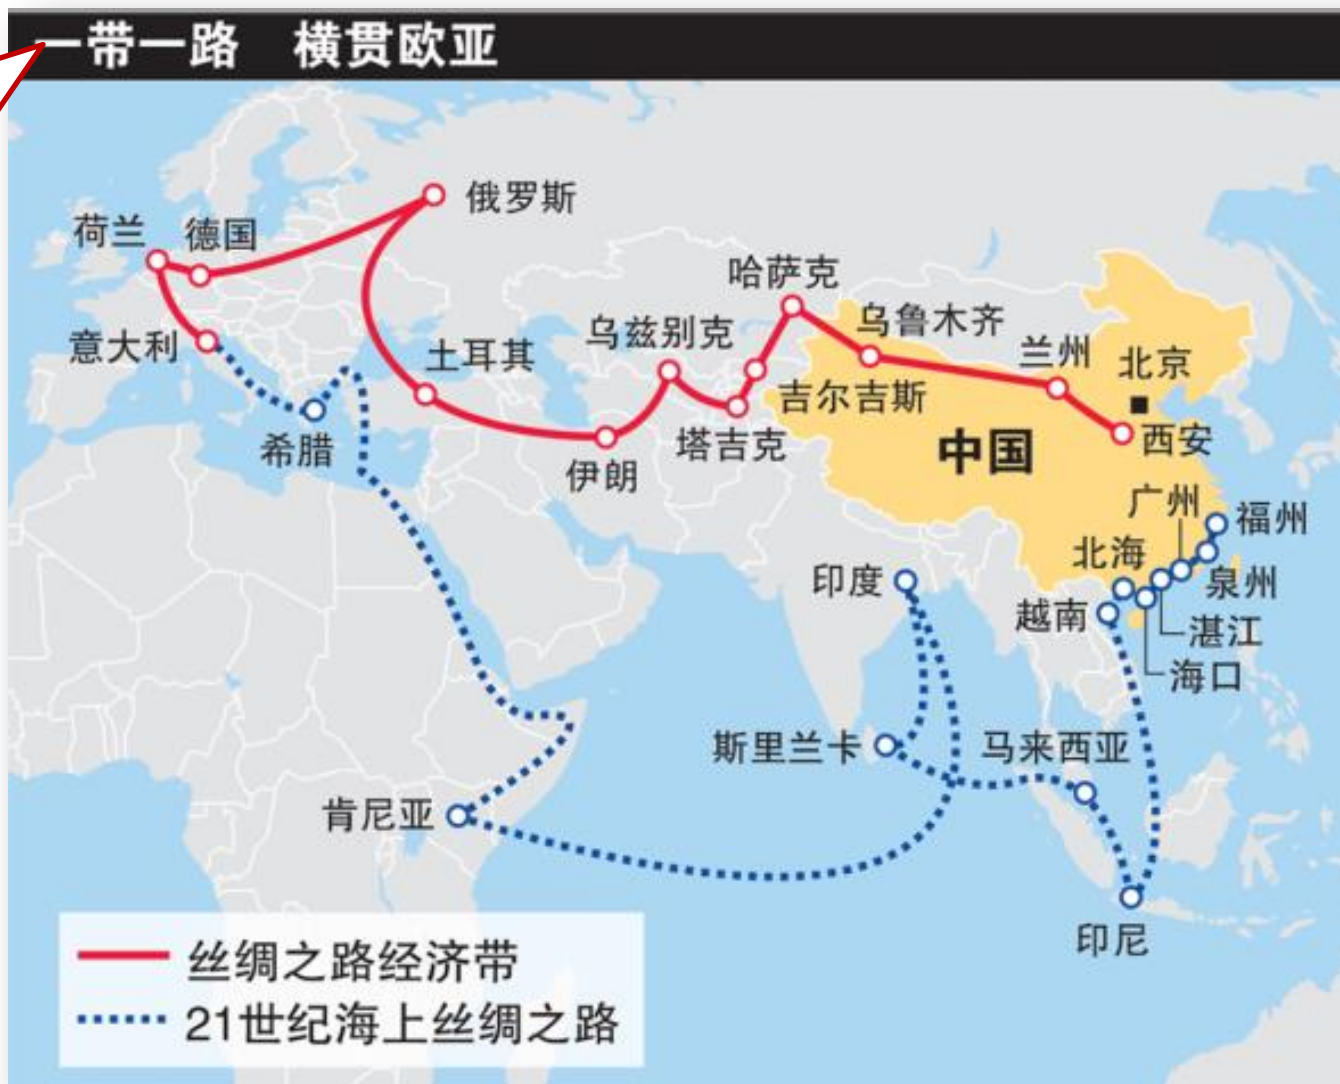 一带一路 横贯欧亚
俄罗斯
荷兰
德国
哈萨克
意大利
乌兹别克
乌鲁木齐
土耳其
兰州
北京
吉尔吉斯
希腊
塔吉克
中国
西安
伊朗
广州
福州
北海
印度
泉州
越南
湛江
海口
斯里兰卡
马来西亚
肯尼亚
印尼
丝绸之路经济带
21世纪海上丝绸之路